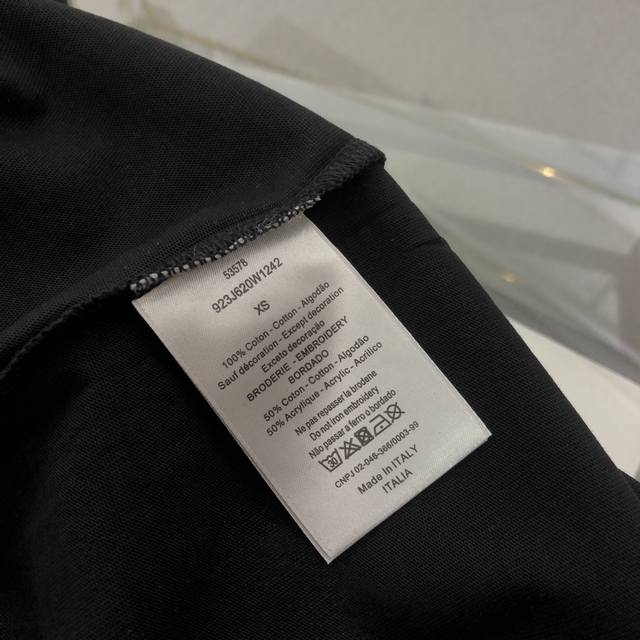 53578
923J620W1242
XS
100% Coton - Cotton - Algodão
Sauf décoration - Except décoration
Exceto decoração
BRODERIE - EMBROIDERY
BORDADO
50% Coton - Cotton - Algodão
50% Acrylique - Acrylic - Acrílico
Ne pas repasser la broderie
Do not iron embroidery
Não passar a ferro o bordado
CNPJ 02-046-366/0003-99
Made In ITALY
ITALIA